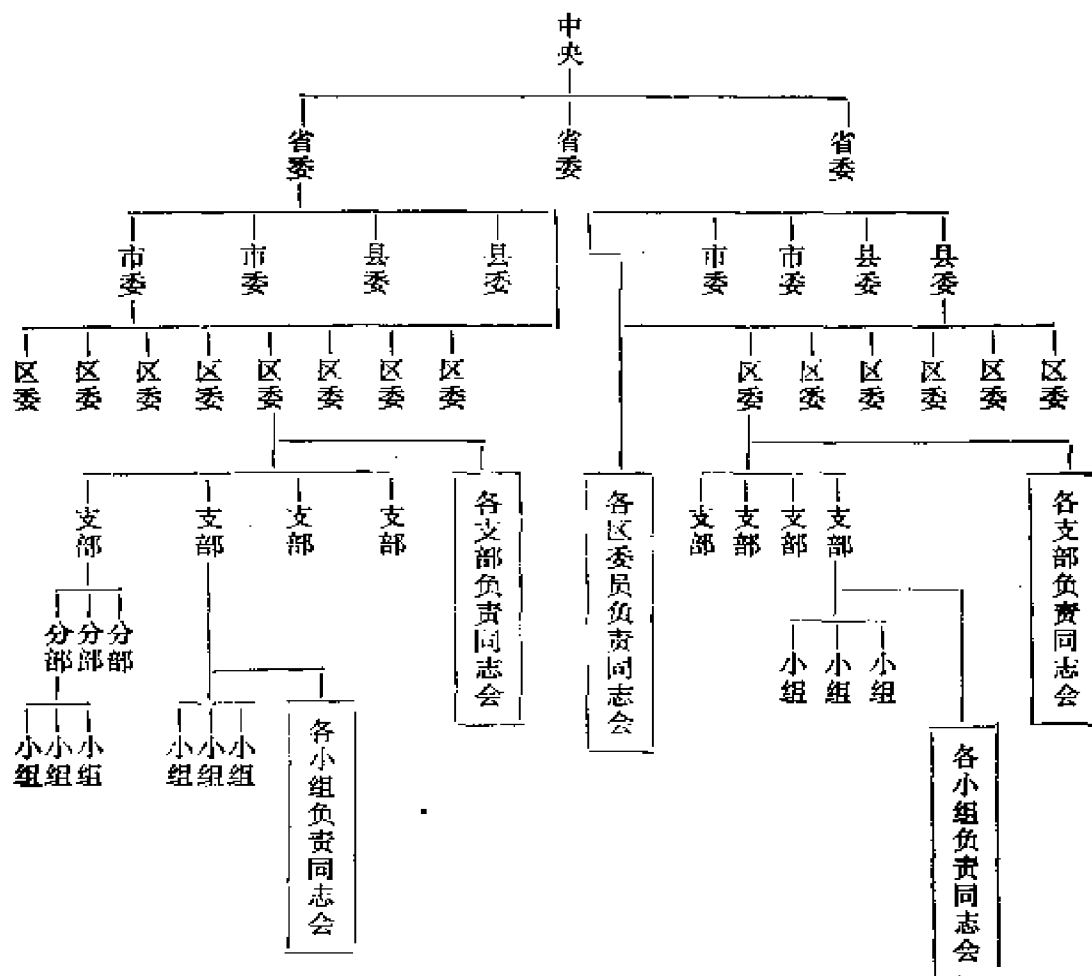 中央
省委
省委
省委
市委
市委
县委
县委
市委
市委
县委
县委
区委
区委
区委
区委
区委
区委
区委
区委
区委
区委
区委
区委
区委
区委
支部
支部
支部
支部
各支部负责同志会
各区委员负责同志会
支部
支部
支部
支部
各支部负责同志会
分部
分部
分部
小组
小组
小组
小组
小组
小组
小组
小组
小组
各小组负责同志会
各小组负责同志会